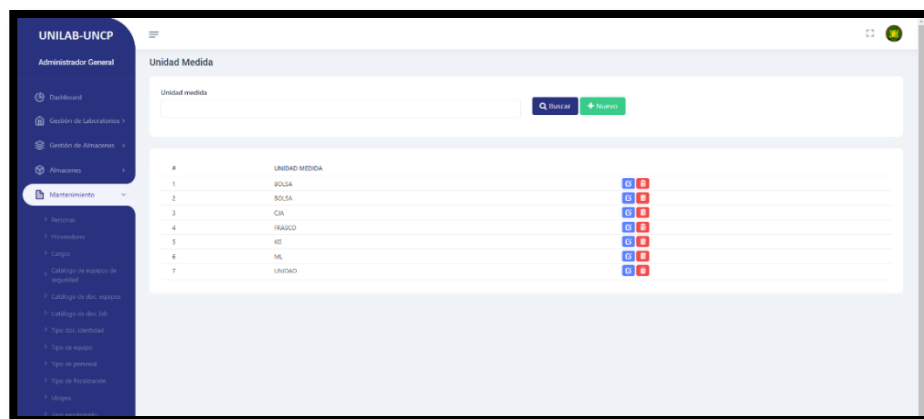 UNILAB-UNCP
Administrador General
Dashboard
Gestión de Laboratorios
Gestión de Almacenes
Almacenes
Mantenimiento
Personas
Proveedores
Cargos
Catálogo de equipos de
seguridad
Catálogo de doc. equipos
Catálogo de doc. lab.
Tipo doc. identidad
Tipo de equipo
Tipo de personal
Tipo de fiscalización
Ubigeo
Unidad Medida
Unidad medida
Buscar
Nuevo
# UNIDAD MEDIDA
1 BOLSA
2 BOLSA
3 CJA
4 FRASCO
5
6 ML
7 UNIDAD